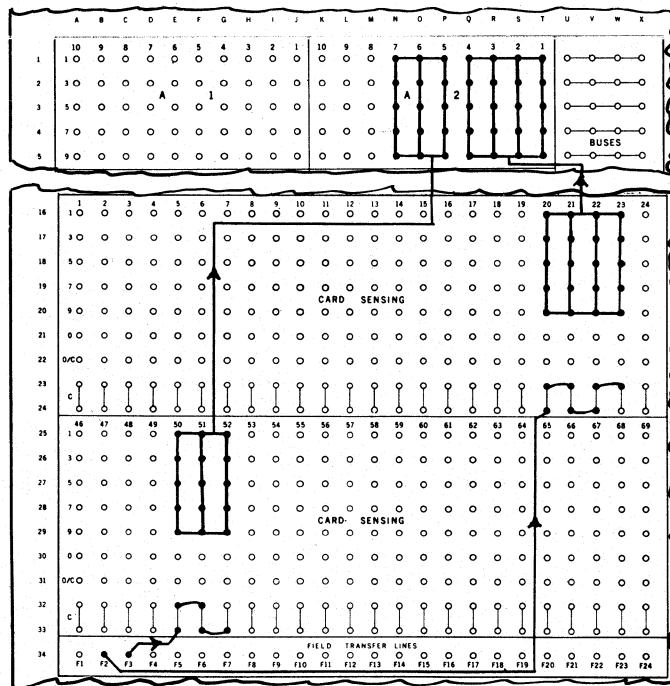 A B C D E F G H I J K L M N O P Q R S T U V W X
10 9 8 7 6 5 4 3 2 1 10 9 8 7 6 5 4 3 2 1
1 1
2 3 A 1 A 2
3 5
4 7
BUSES
5 9
1 2 3 4 5 6 7 8 9 10 11 12 13 14 15 16 17 18 19 20 21 22 23 24
16 1
17 3
18 5
19 7
CARD SENSING
20 9
21 0
22 0/C
23
C
24
46 47 48 49 50 51 52 53 54 55 56 57 58 59 60 61 62 63 64 65 66 67 68 69
25 1
26 3
27 5
28 7
CARD SENSING
29 9
30 0
31 0/C
32
C
33
FIELD TRANSFER LINES
34
F1 F2 F3 F4 F5 F6 F7 F8 F9 F10 F11 F12 F13 F14 F15 F16 F17 F18 F19 F20 F21 F22 F23 F24